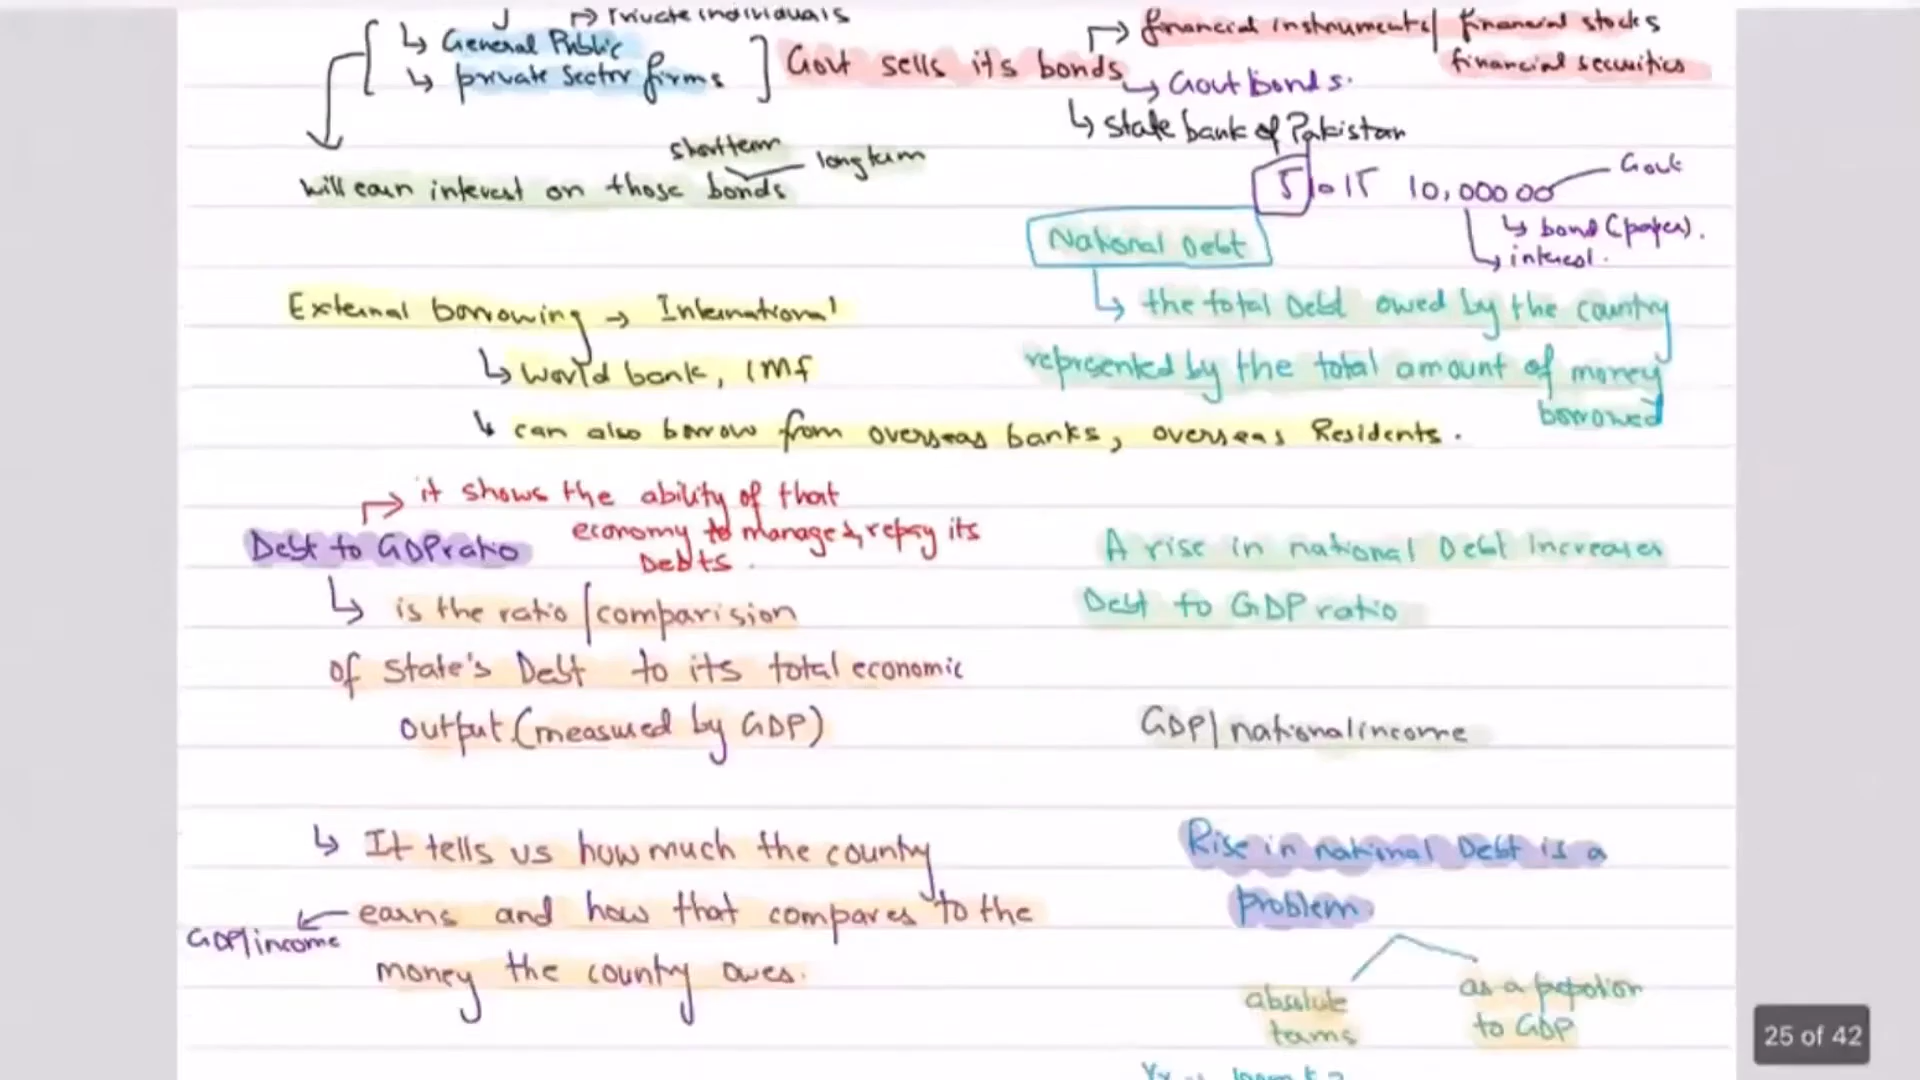 ↱ Private individuals
↳ General Public
↳ private sector firms
Govt sells its bonds
↱ financial instruments/ financial stocks
financial securities
↳ Govt bonds.
↳ state bank of Pakistan
short term
long term
will earn interest on those bonds
10,00000
Govt
↳ bond (paper).
↳ interest.
National Debt
↳ the total Debt owed by the country
represented by the total amount of money
borrowed
External borrowing → International
↳ World bank, IMF
↳ can also borrow from overseas banks, overseas Residents.
↱ it shows the ability of that
economy to manage & repay its
Debts.
Debt to GDP ratio
↳ is the ratio/comparision
of state's Debt to its total economic
output (measured by GDP)
A rise in national Debt increases
Debt to GDP ratio
GDP/national income
↳ It tells us how much the country
earns and how that compares to the
GDP/income
money the country owes.
Rise in national Debt is a
problem.
absolute
terms
as a
to GDP
25 of 42